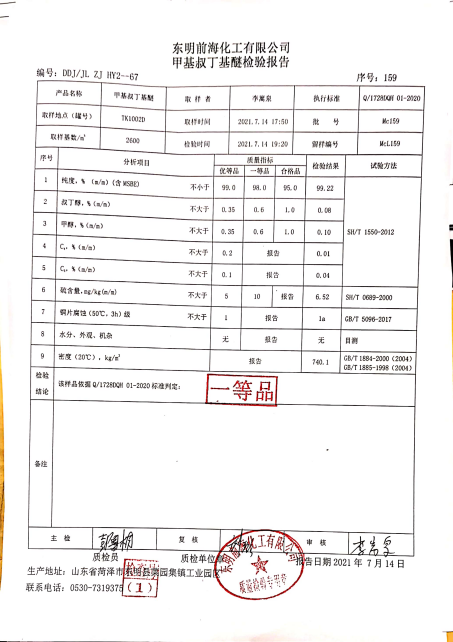 东明前海化工有限公司
甲基叔丁基醚检验报告
编号：DDJ/JL ZJ HY2--67 序号：159
产品名称 甲基叔丁基醚 取样者 李嵩泉 执行标准 Q/1728DQH 01-2020
取样地点（罐号） TK1002D 取样时间 2021.7.14 17:50 批号 Mc159
取样基数/m³ 2600 检验时间 2021.7.14 19:20 留样编号 McL159
序号 分析项目 质量指标 检验结果 试验方法
优等品 一等品 合格品
1 纯度，%（m/m）(含MSBE) 不小于 99.0 98.0 95.0 99.22
2 叔丁醇，%（m/m） 不大于 0.35 0.6 1.0 0.08
3 甲醇，%（m/m） 不大于 0.35 0.6 1.0 0.10 SH/T 1550-2012
4 %（m/m） 不大于 0.2 报告 0.01
5 %（m/m） 不大于 0.1 报告 0.04
6 硫含量，mg/kg(m/m) 不大于 5 10 报告 6.52 SH/T 0689-2000
7 铜片腐蚀（50℃，3h）级 不大于 1 报告 1a GB/T 5096-2017
8 水分、外观、机杂 无 报告 无 目测
9 密度（20℃），kg/m³ 报告 740.1 GB/T 1884-2000（2004）
GB/T 1885-1998（2004）
检验结论 该样品依据 Q/1728DQH 01-2020 标准判定： 一等品
备注
主检 复核 审核
质检员 质检单位 报告日期 2021 年 7 月 14 日
东明前海化工有限公司
质量检验专用章
生产地址：山东省菏泽市东明县菜园集镇工业园区
联系电话：0530-7319375
（1）